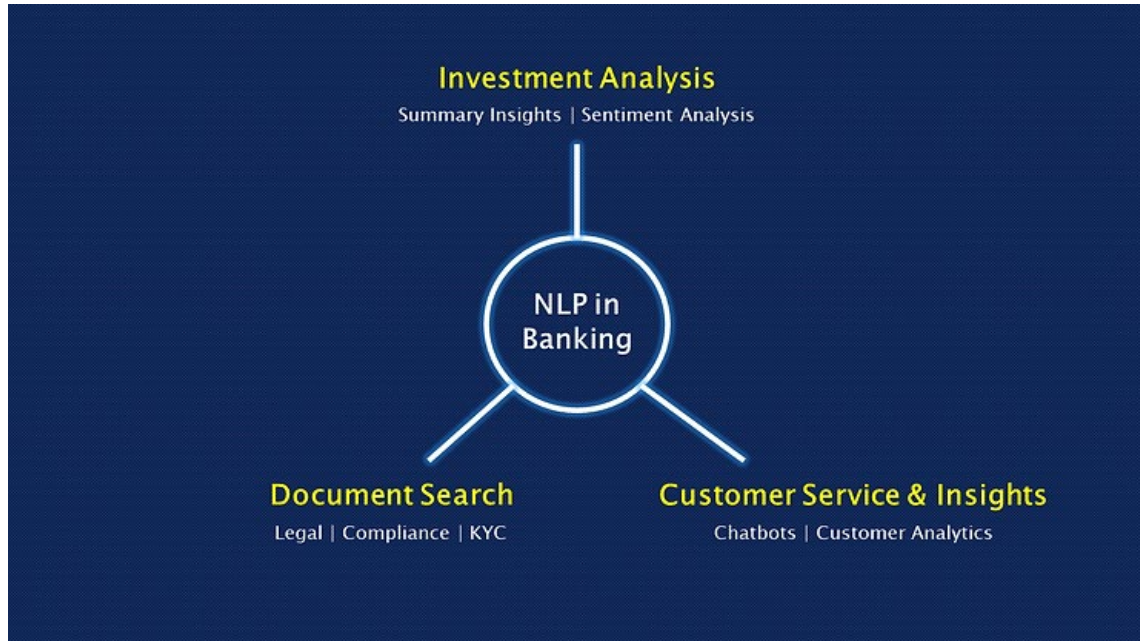 Investment Analysis
Summary Insights | Sentiment Analysis
NLP in
Banking
Document Search
Legal | Compliance | KYC
Customer Service & Insights
Chatbots | Customer Analytics